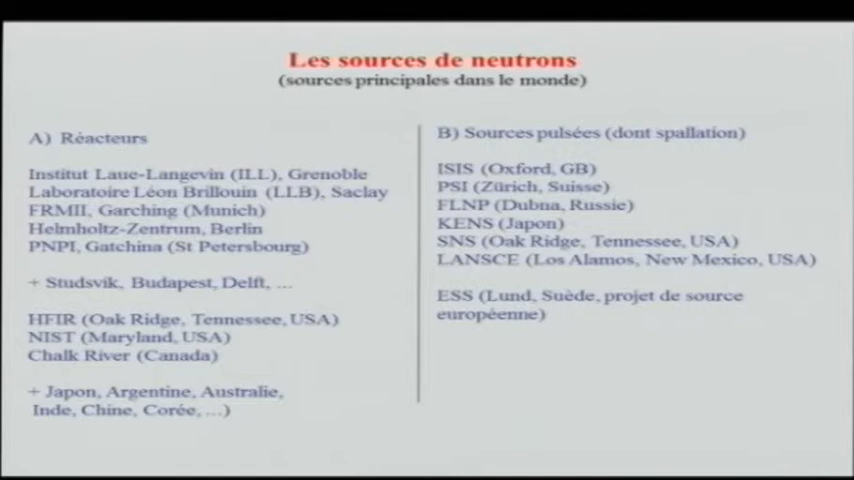 Les sources de neutrons
(sources principales dans le monde)
A) Réacteurs
Institut Laue-Langevin (ILL), Grenoble
Laboratoire Léon Brillouin (LLB), Saclay
FRMII, Garching (Munich)
Helmholtz-Zentrum, Berlin
PNPI, Gatchina (St Petersbourg)
+ Studsvik, Budapest, Delft, ...
HFIR (Oak Ridge, Tennessee, USA)
NIST (Maryland, USA)
Chalk River (Canada)
+ Japon, Argentine, Australie,
Inde, Chine, Corée, ...)
B) Sources pulsées (dont spallation)
ISIS (Oxford, GB)
PSI (Zürich, Suisse)
FLNP (Dubna, Russie)
KENS (Japon)
SNS (Oak Ridge, Tennessee, USA)
LANSCE (Los Alamos, New Mexico, USA)
ESS (Lund, Suède, projet de source
européenne)